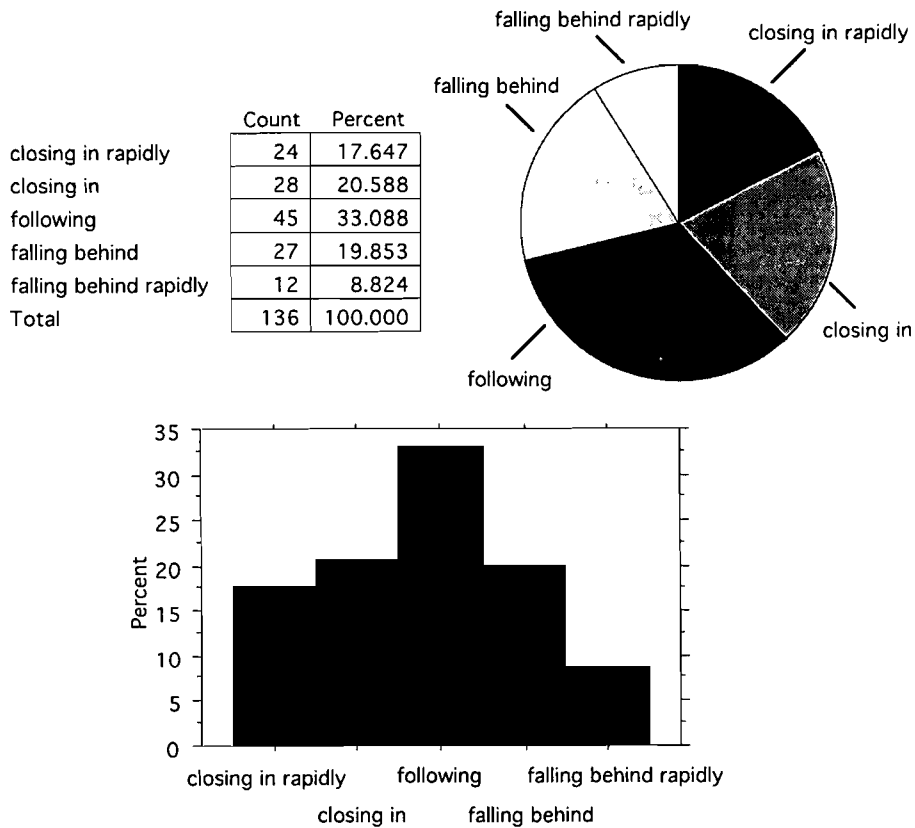 falling behind rapidly
closing in rapidly
falling behind
Count Percent
closing in rapidly 24 17.647
closing in 28 20.588
following 45 33.088
falling behind 27 19.853
falling behind rapidly 12 8.824
Total 136 100.000
closing in
following
35
30
25
20
15
10
5
0
Percent
closing in rapidly following falling behind rapidly
closing in falling behind